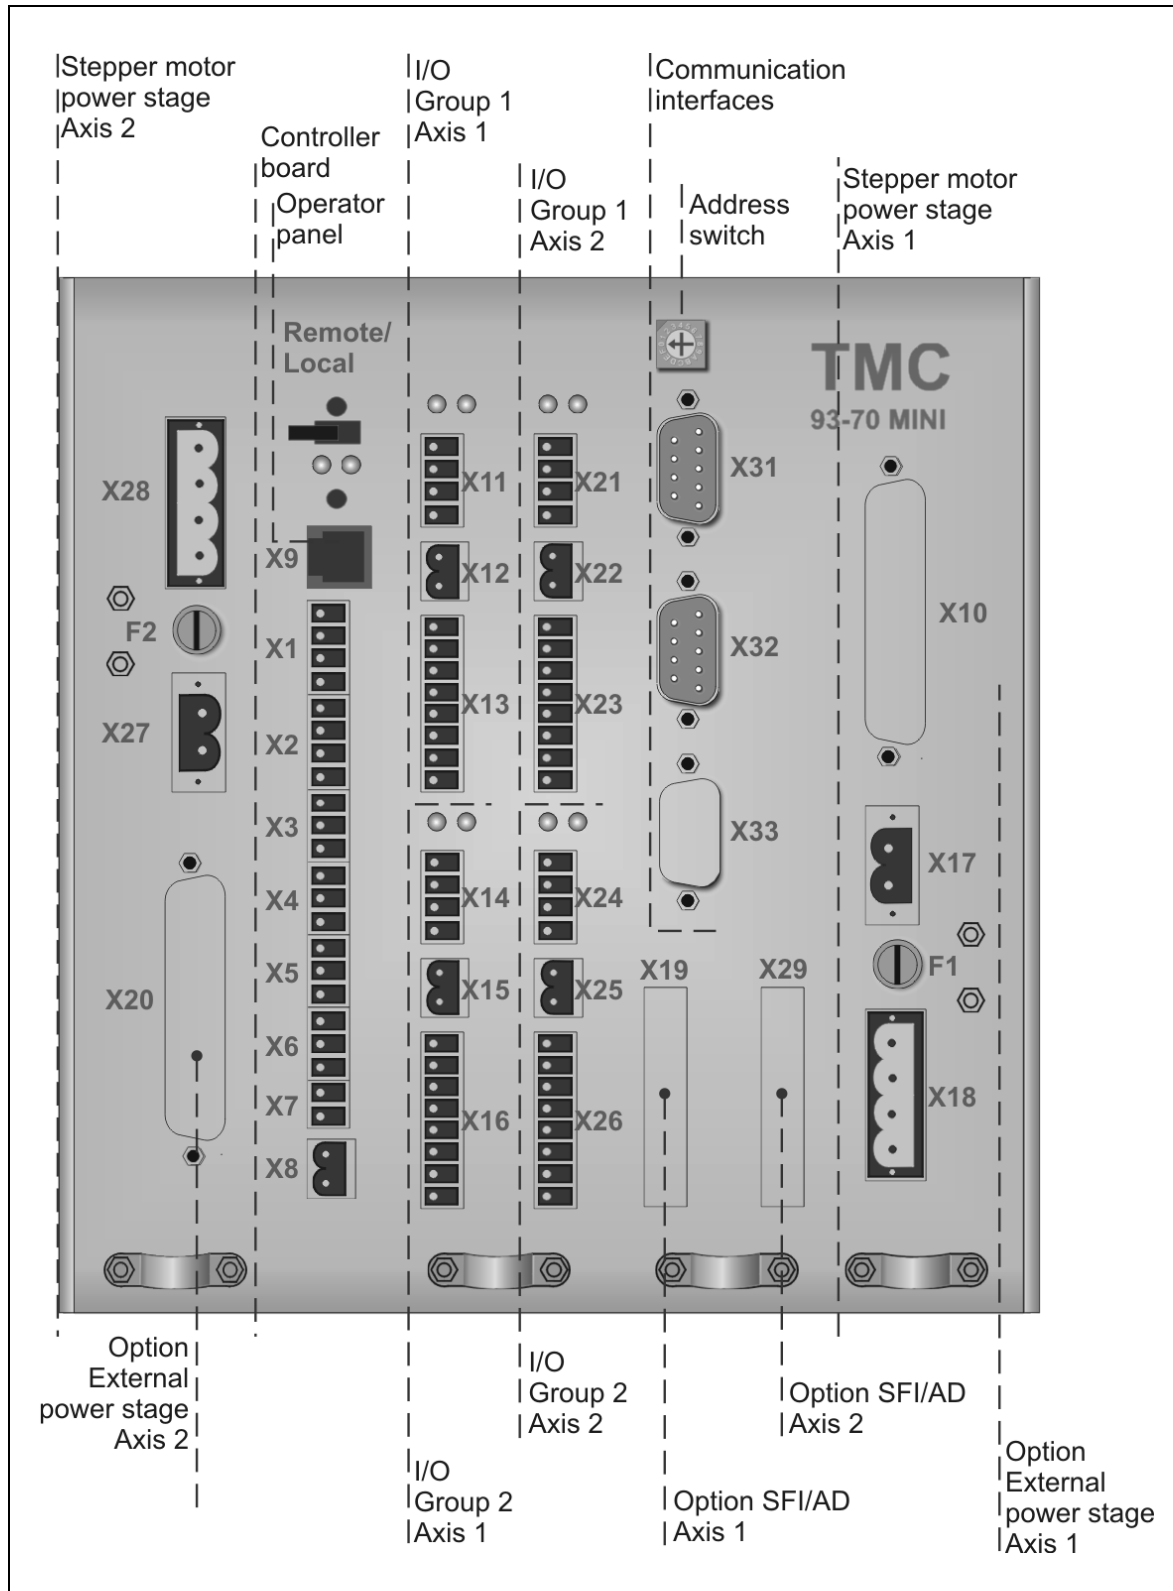 Stepper motor
power stage
Axis 2
Controller
board
Operator
panel
I/O
Group 1
Axis 1
I/O
Group 1
Axis 2
Communication
interfaces
Address
switch
Stepper motor
power stage
Axis 1
Remote/
Local
TMC
93-70 MINI
X28
F2
X27
X20
X9
X1
X2
X3
X4
X5
X6
X7
X8
X11
X12
X13
X14
X15
X16
X21
X22
X23
X24
X25
X26
X31
X32
X33
X19
X29
X10
X17
F1
X18
Option
External
power stage
Axis 2
I/O
Group 2
Axis 1
I/O
Group 2
Axis 2
Option SFI/AD
Axis 1
Option SFI/AD
Axis 2
Option
External
power stage
Axis 1